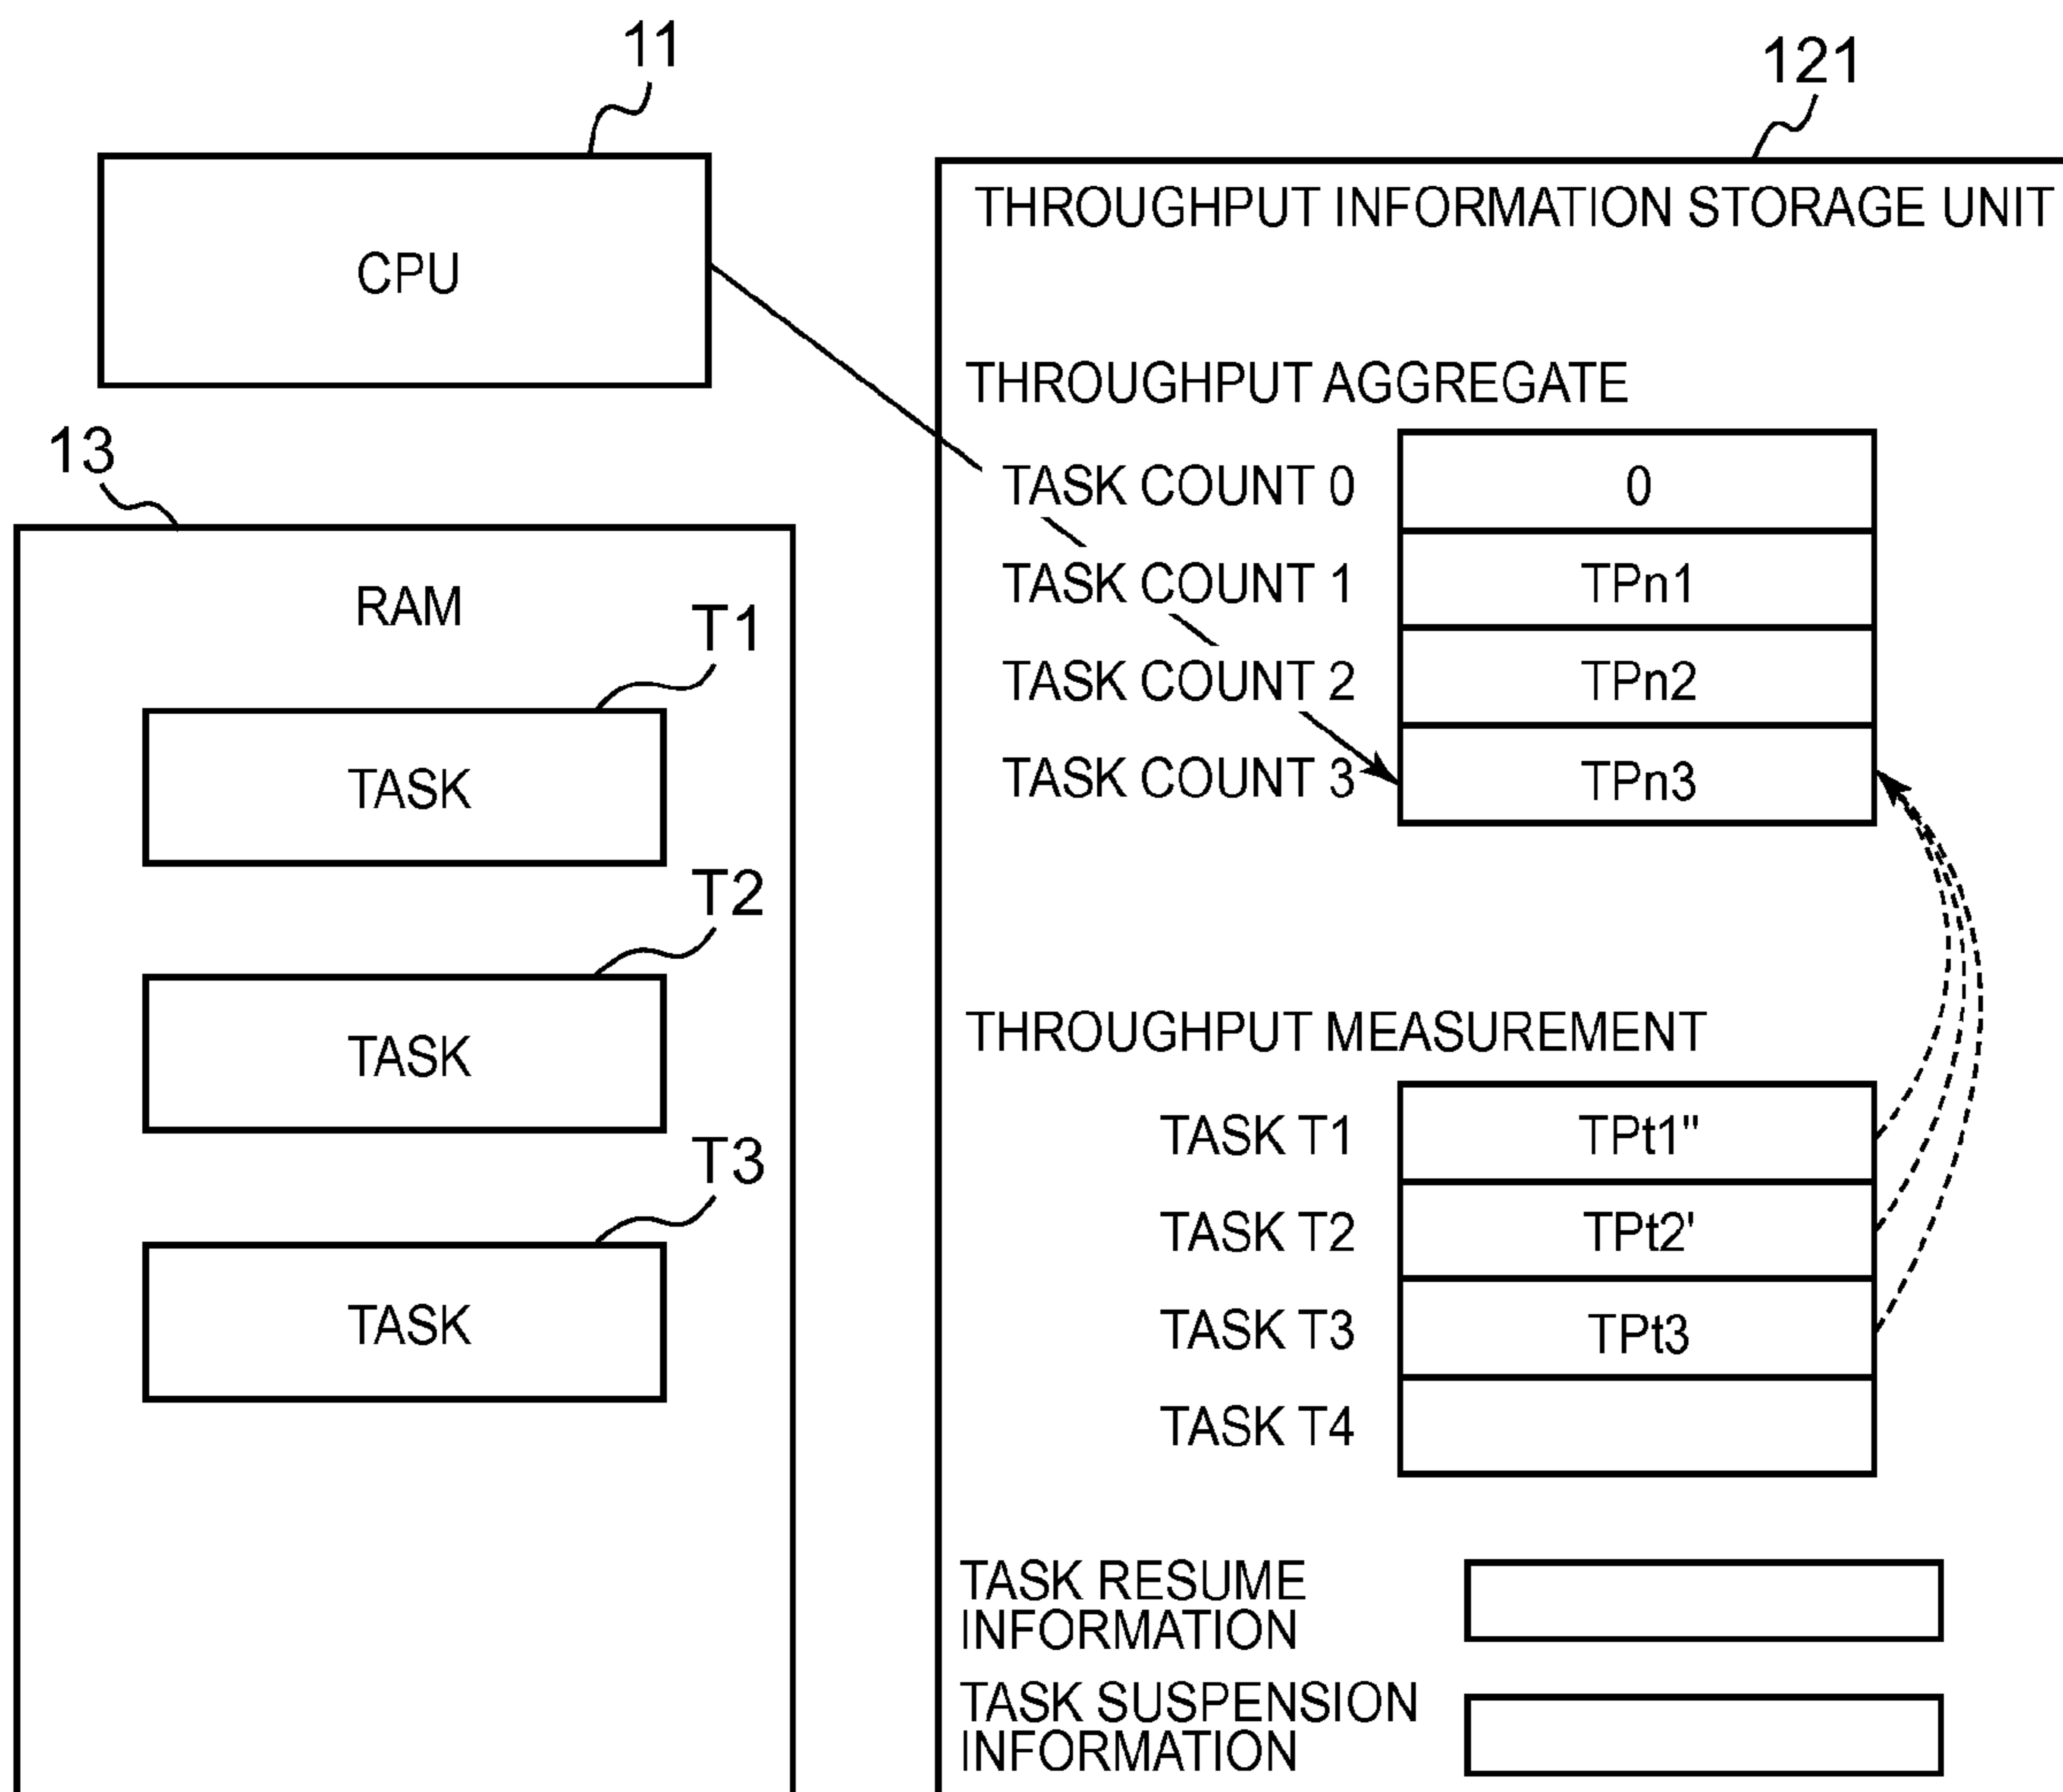 11
CPU
13
RAM
T1
TASK
T2
TASK
T3
TASK
121
THROUGHPUT INFORMATION STORAGE UNIT
THROUGHPUT AGGREGATE
TASK COUNT 0 0
TASK COUNT 1 TPn1
TASK COUNT 2 TPn2
TASK COUNT 3 TPn3
THROUGHPUT MEASUREMENT
TASK T1 TPt1"
TASK T2 TPt2'
TASK T3 TPt3
TASK T4
TASK RESUME
INFORMATION
TASK SUSPENSION
INFORMATION